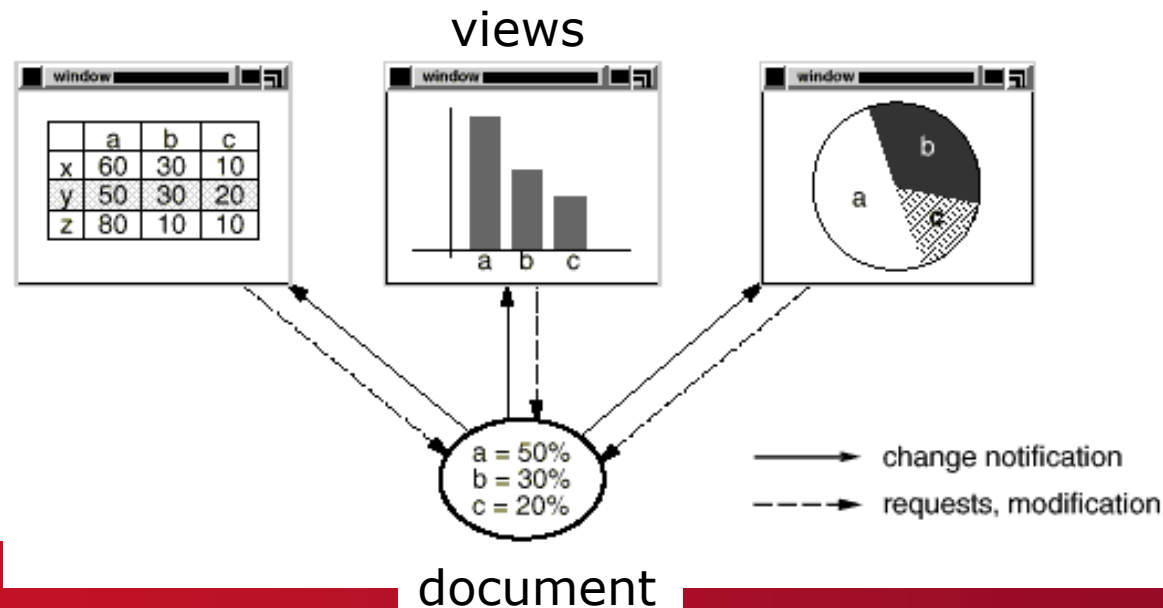 views
window
a b c
x 60 30 10
y 50 30 20
z 80 10 10
window
a b c
window
b
a
c
a = 50%
b = 30%
c = 20%
change notification
requests, modification
document